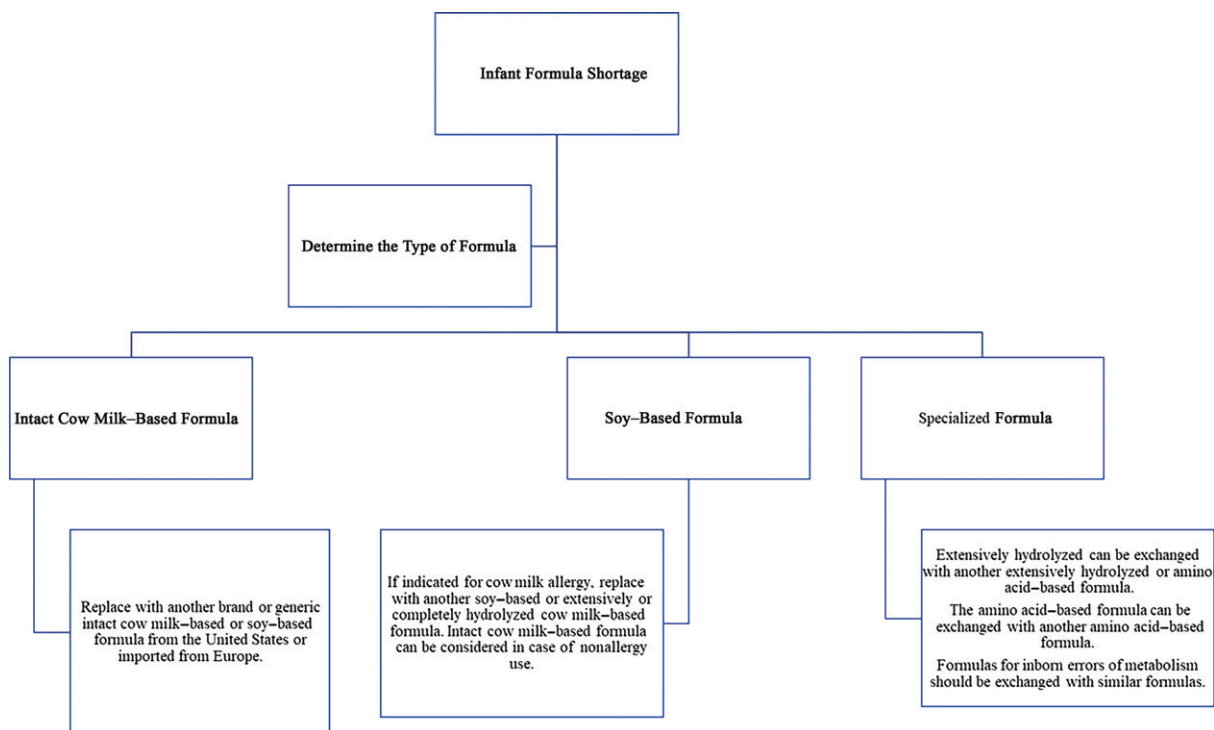 Infant Formula Shortage
Determine the Type of Formula
Intact Cow Milk–Based Formula
Soy–Based Formula
Specialized Formula
Replace with another brand or generic
intact cow milk–based or soy–based
formula from the United States or
imported from Europe.
If indicated for cow milk allergy, replace
with another soy–based or extensively or
completely hydrolyzed cow milk–based
formula. Intact cow milk–based formula
can be considered in case of nonallergy
use.
Extensively hydrolyzed can be exchanged
with another extensively hydrolyzed or amino
acid–based formula.
The amino acid–based formula can be
exchanged with another amino acid–based
formula.
Formulas for inborn errors of metabolism
should be exchanged with similar formulas.